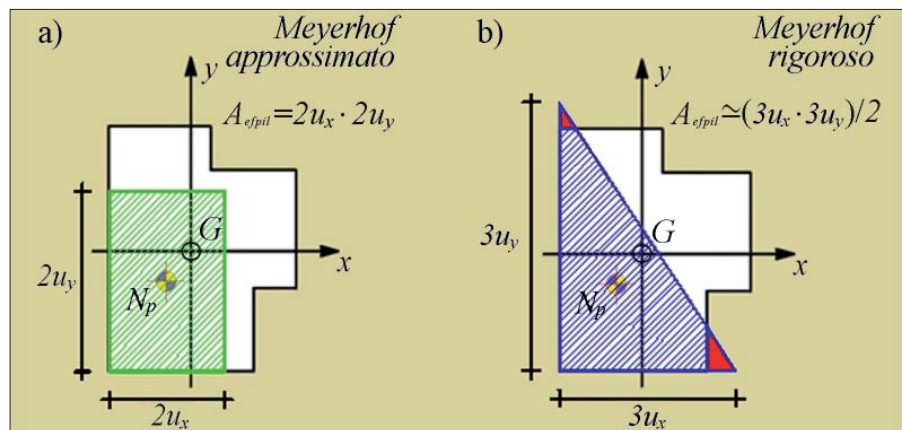 a) Meyerhof
approssimato
y
A_efpil=2u_x · 2u_y
G
x
2u_y
N_p
2u_x
b) Meyerhof
rigoroso
y
A_efpil≃(3u_x · 3u_y)/2
G
3u_y
x
N_p
3u_x